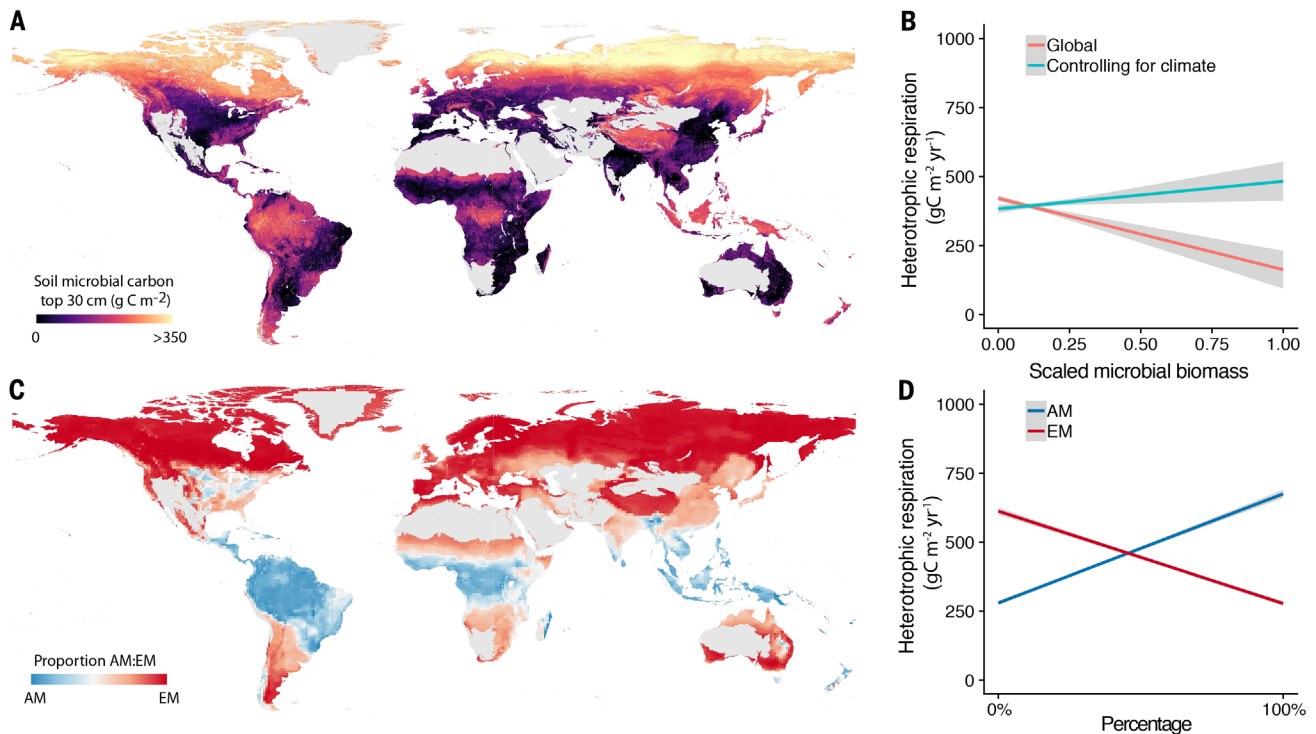 A
Soil microbial carbon
top 30 cm (g C m⁻²)
0 >350
B
Global
Controlling for climate
1000
750
500
250
0
Heterotrophic respiration
(gC m⁻² yr⁻¹)
0.00 0.25 0.50 0.75 1.00
Scaled microbial biomass
C
Proportion AM:EM
AM EM
D
AM
EM
1000
750
500
250
0
Heterotrophic respiration
(gC m⁻² yr⁻¹)
0% 100%
Percentage